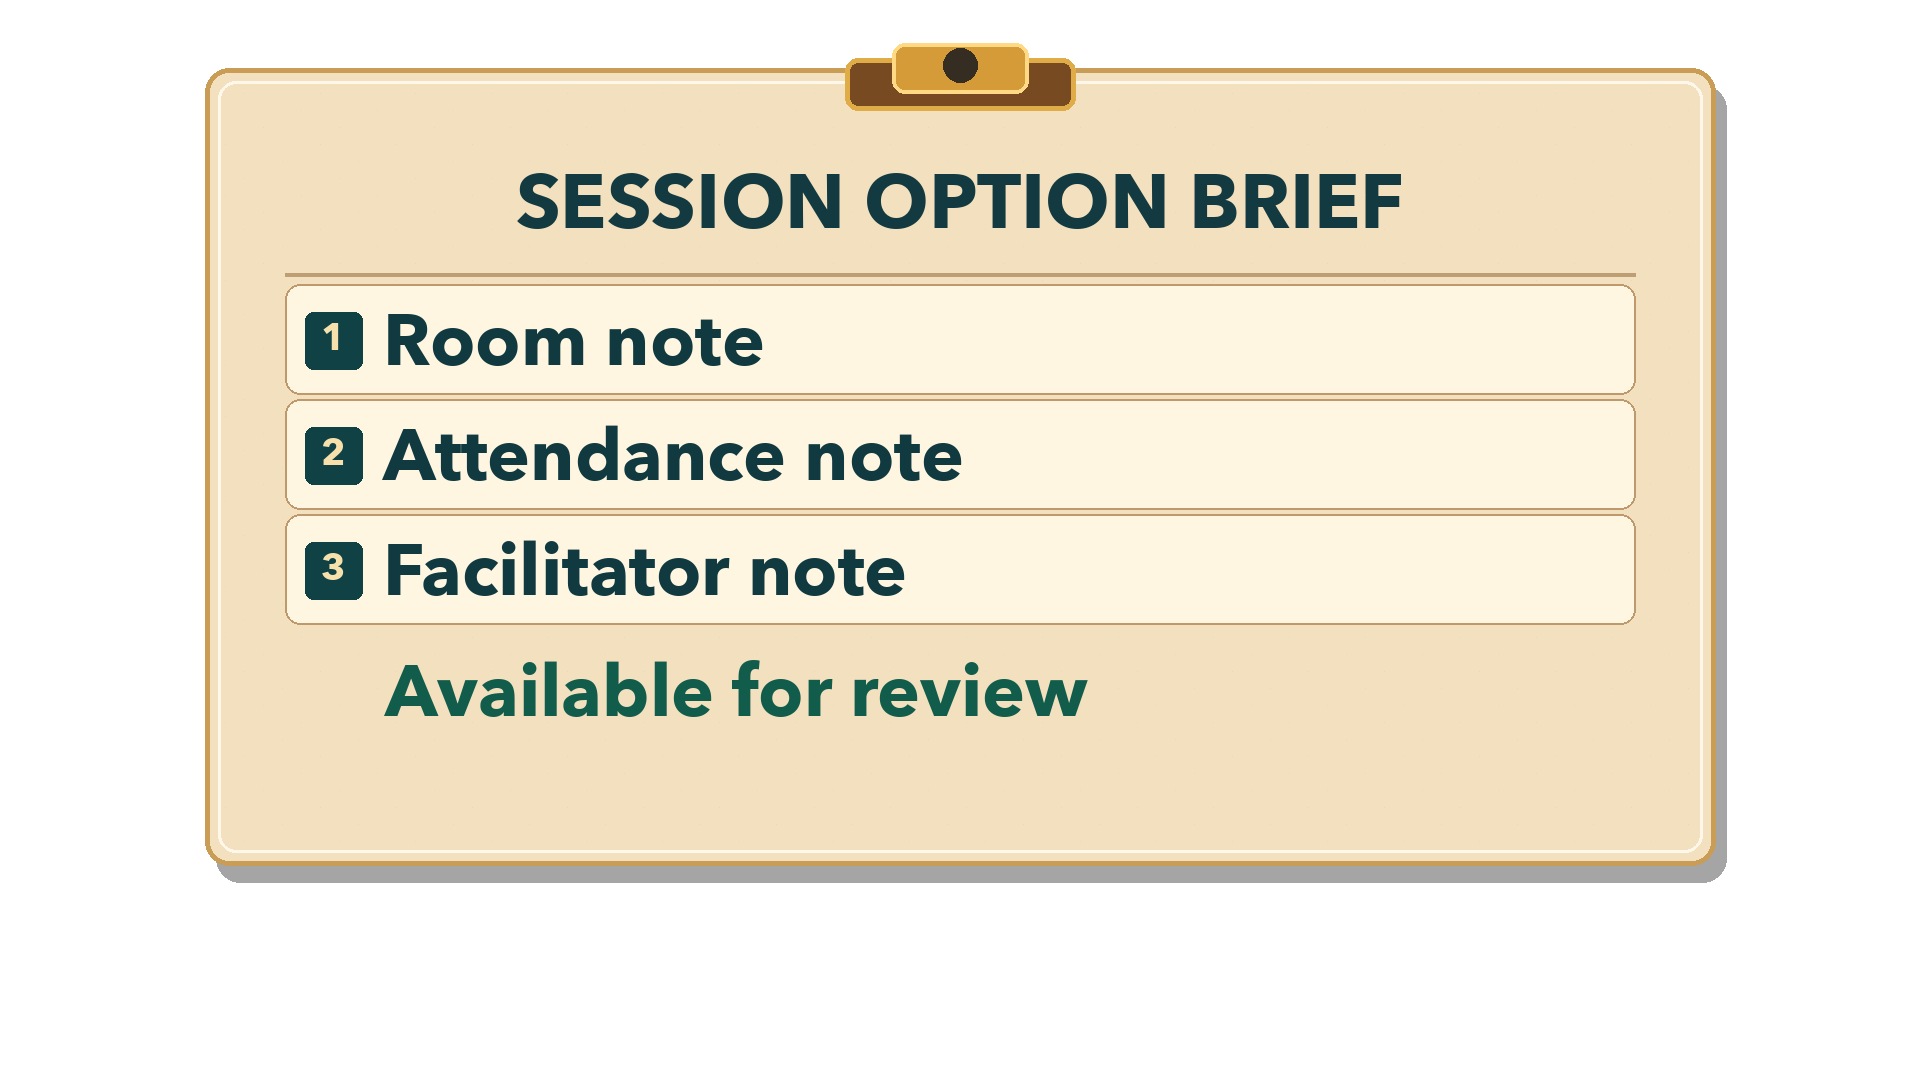 SESSION OPTION BRIEF
1 Room note
2 Attendance note
3 Facilitator note
Available for review